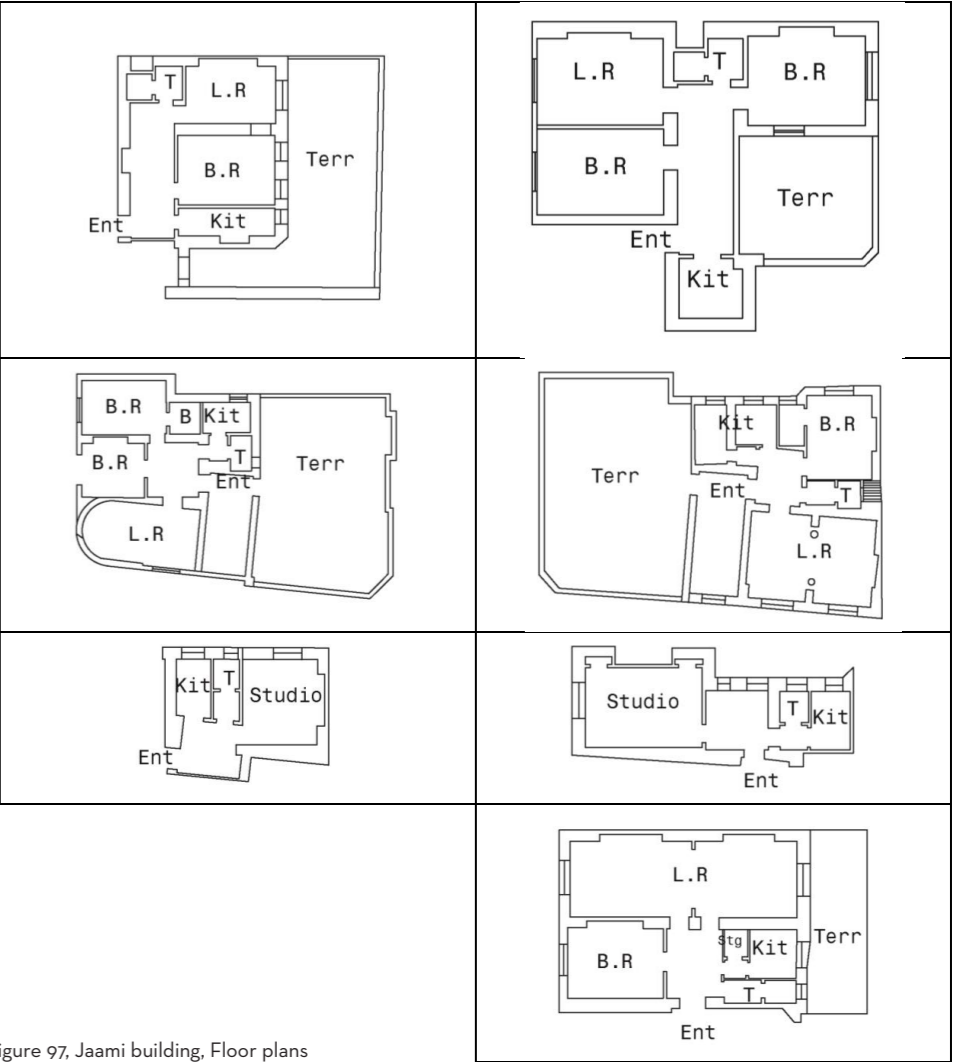 T
L.R
Terr
B.R
Kit
Ent
L.R
T
B.R
B.R
Terr
Ent
Kit
B.R
B
Kit
B.R
T
Terr
Ent
L.R
Kit
B.R
Terr
Ent
T
L.R
Kit
T
Studio
Ent
Studio
T
Kit
Ent
L.R
Stg
Kit
Terr
B.R
T
Ent
igure 97, Jaami building, Floor plans